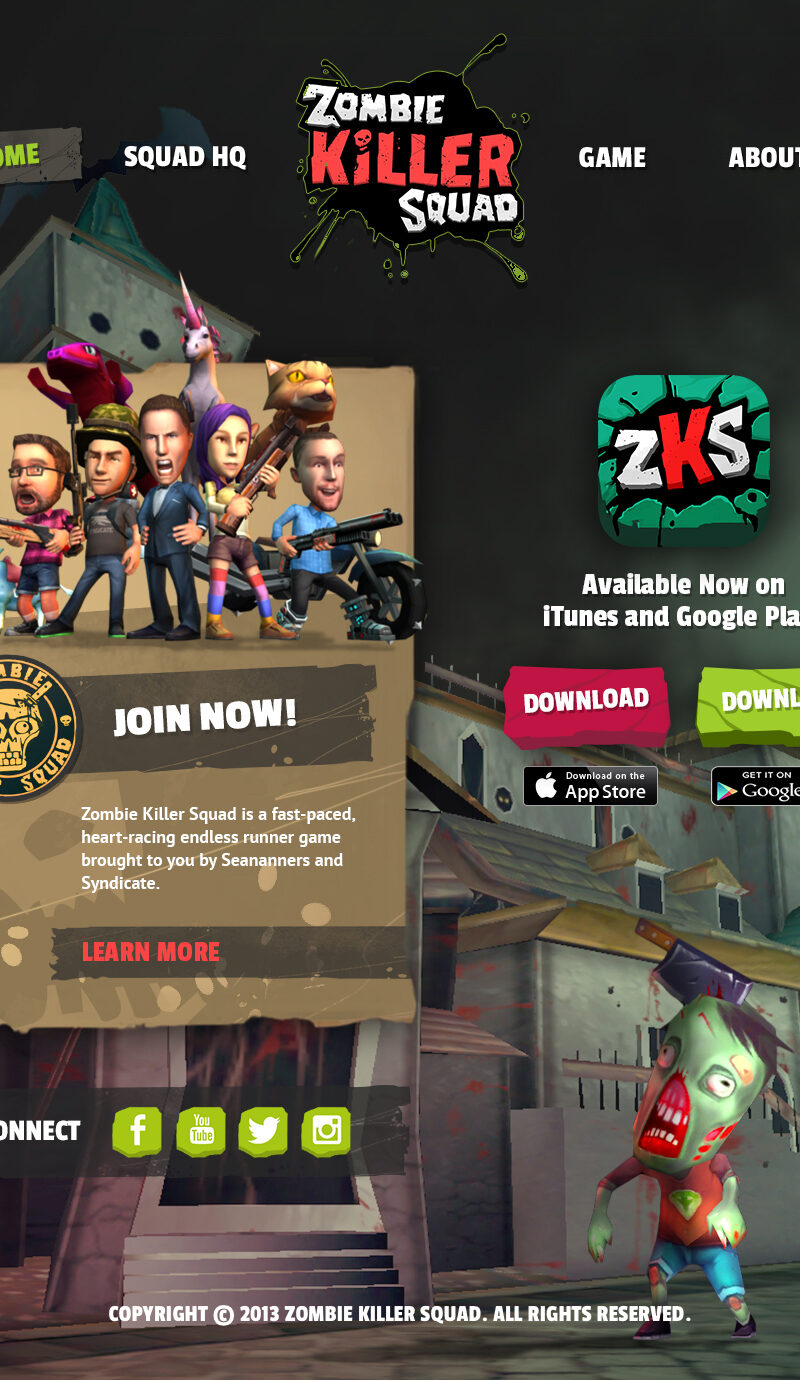 ZOMBIE
KILLER
SQUAD
OME
SQUAD HQ
GAME
ABOUT
ZKS
Available Now on
iTunes and Google Pla
DOWNLOAD
DOWNL
Download on the
App Store
GET IT ON
Google
SYNDICATE
ZOMBIE
SQUAD
JOIN NOW!
Zombie Killer Squad is a fast-paced,
heart-racing endless runner game
brought to you by Seananners and
Syndicate.
LEARN MORE
ONNECT
f
You
Tube
COPYRIGHT © 2013 ZOMBIE KILLER SQUAD. ALL RIGHTS RESERVED.